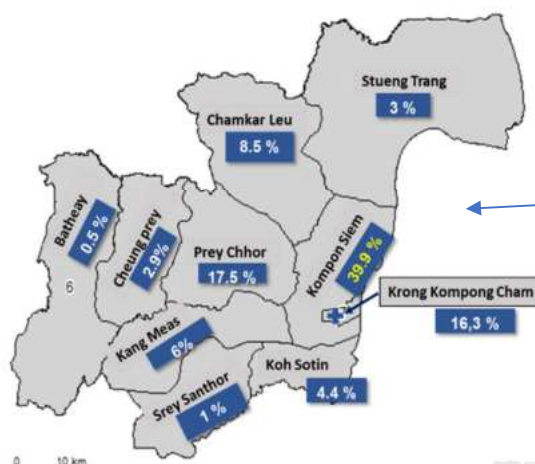 Stueng Trang
3 %
Chamkar Leu
8.5 %
Batheay
0.5 %
Cheung prey
2.9%
Prey Chhor
17.5 %
Kompon Siem
39.9 %
6
Krong Kompong Cham
16,3 %
Kang Meas
6%
Koh Sotin
4.4 %
Srey Santhor
1 %
0 10 km